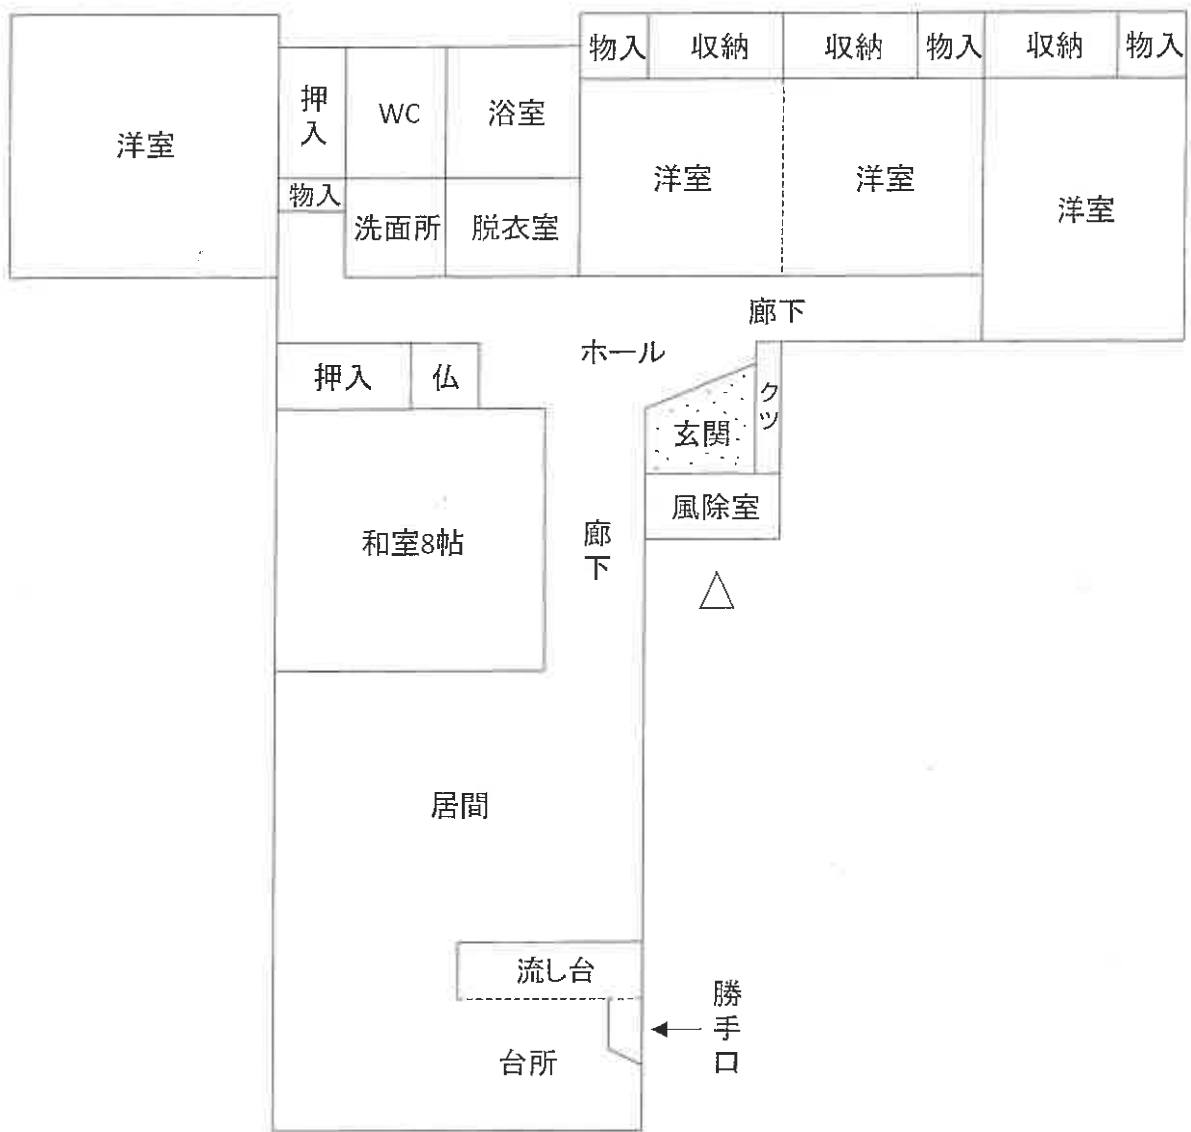 物入
収納
収納
物入
収納
物入
洋室
押入
WC
浴室
洋室
洋室
洋室
物入
洗面所
脱衣室
廊下
ホール
押入
仏
クツ
玄関
風除室
和室8帖
廊下
居間
流し台
勝手口
台所